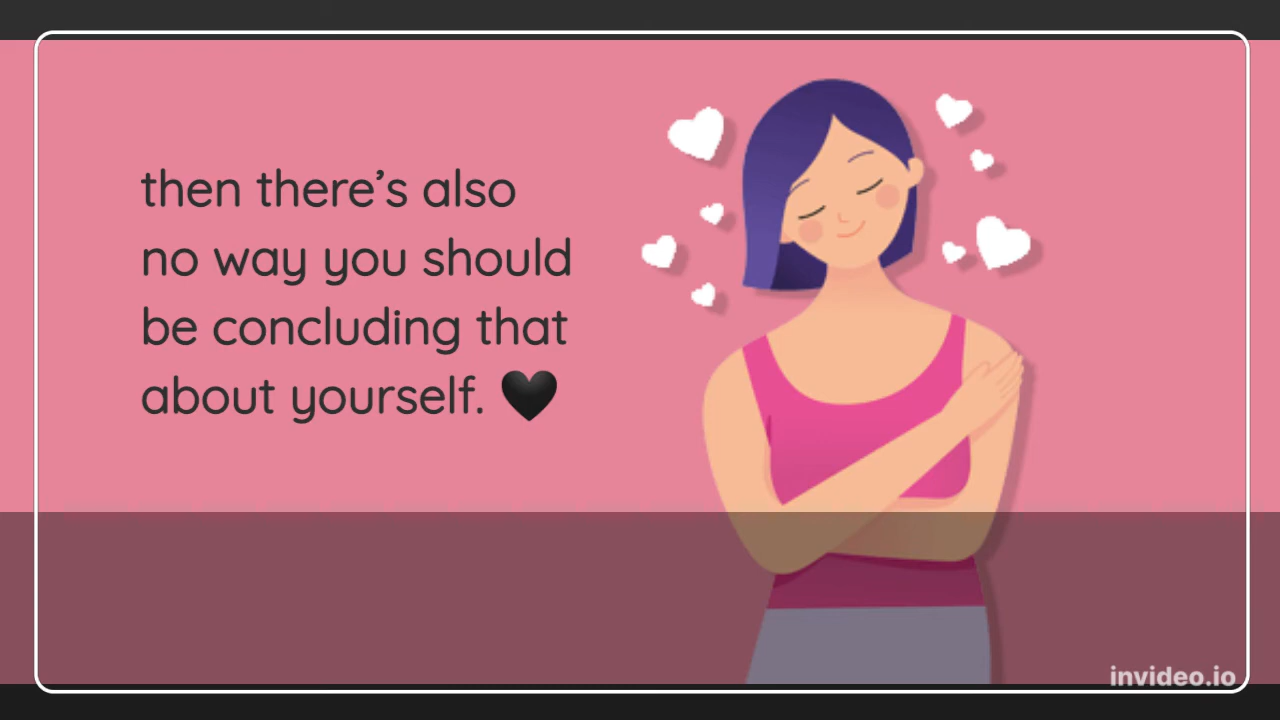 then there’s also
no way you should
be concluding that
about yourself. 🖤
invideo.io